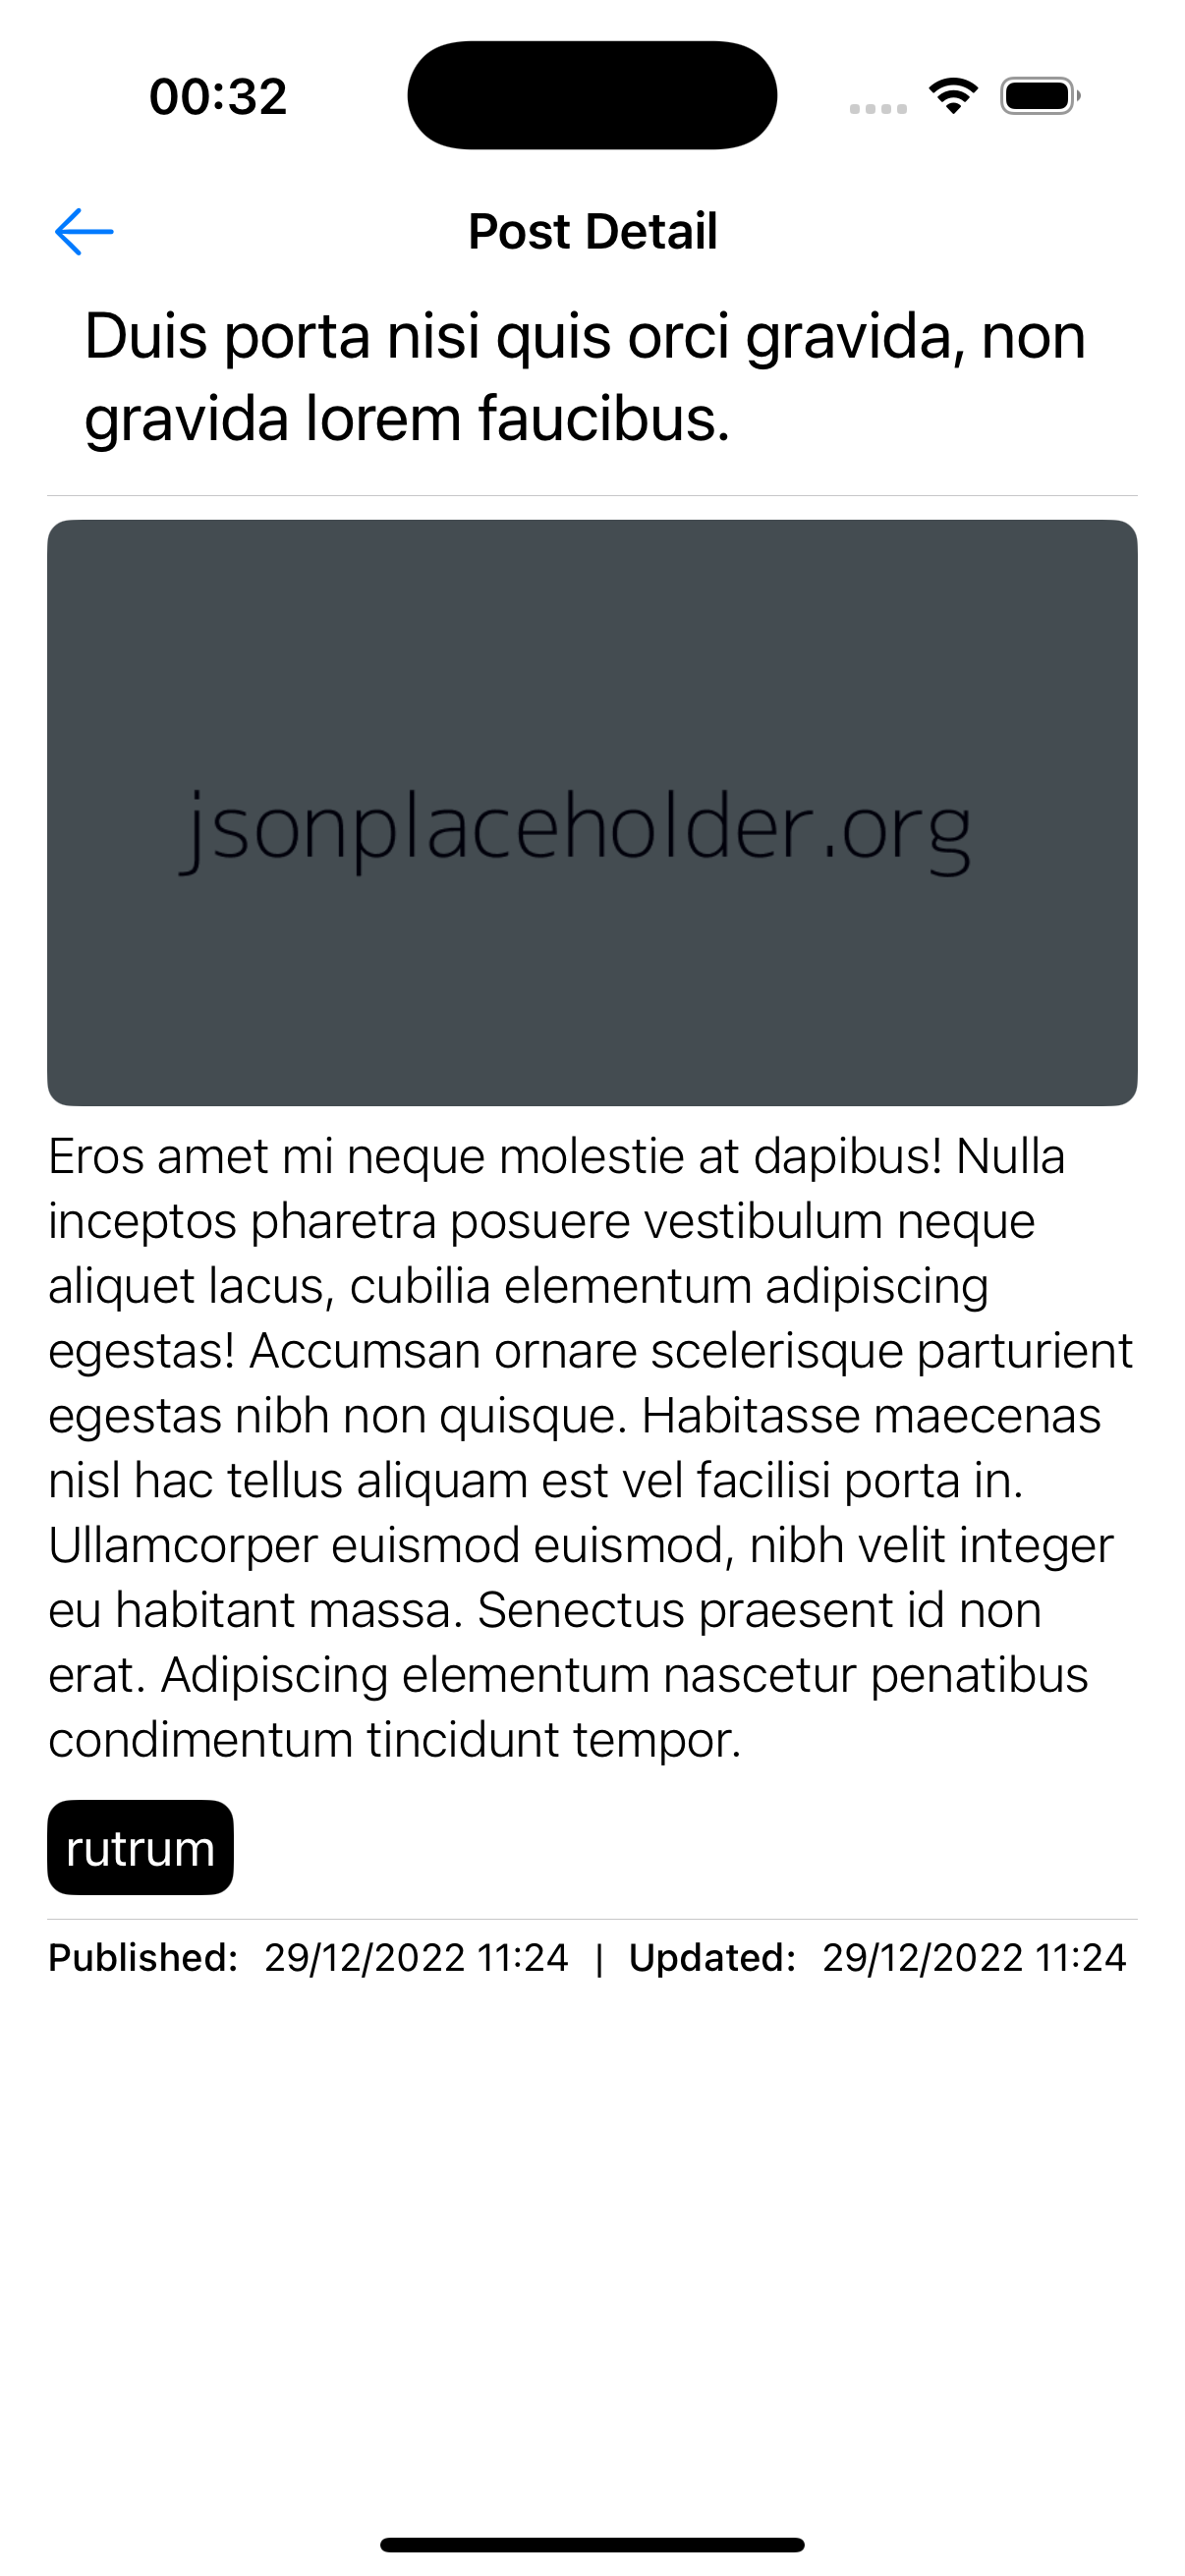 00:32
Post Detail
Duis porta nisi quis orci gravida, non
gravida lorem faucibus.
jsonplaceholder.org
Eros amet mi neque molestie at dapibus! Nulla
inceptos pharetra posuere vestibulum neque
aliquet lacus, cubilia elementum adipiscing
egestas! Accumsan ornare scelerisque parturient
egestas nibh non quisque. Habitasse maecenas
nisl hac tellus aliquam est vel facilisi porta in.
Ullamcorper euismod euismod, nibh velit integer
eu habitant massa. Senectus praesent id non
erat. Adipiscing elementum nascetur penatibus
condimentum tincidunt tempor.
rutrum
Published: 29/12/2022 11:24 | Updated: 29/12/2022 11:24